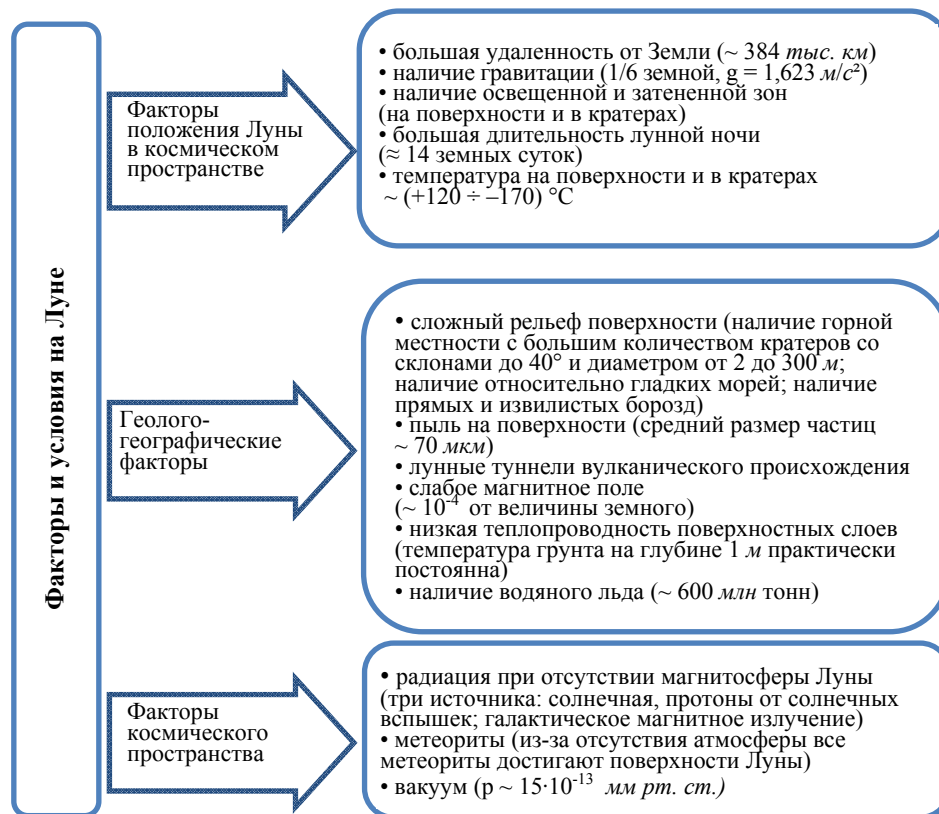 Факторы и условия на Луне
Факторы
положения Луны
в космическом
пространстве
• большая удаленность от Земли (~ 384 тыс. км)
• наличие гравитации (1/6 земной, g = 1,623 м/с²)
• наличие освещенной и затененной зон
(на поверхности и в кратерах)
• большая длительность лунной ночи
(≈ 14 земных суток)
• температура на поверхности и в кратерах
~ (+120 ÷ –170) °С
Геолого-
географические
факторы
• сложный рельеф поверхности (наличие горной
местности с большим количеством кратеров со
склонами до 40° и диаметром от 2 до 300 м;
наличие относительно гладких морей; наличие
прямых и извилистых борозд)
• пыль на поверхности (средний размер частиц
~ 70 мкм)
• лунные туннели вулканического происхождения
• слабое магнитное поле
(~ 10⁻⁴ от величины земного)
• низкая теплопроводность поверхностных слоев
(температура грунта на глубине 1 м практически
постоянна)
• наличие водяного льда (~ 600 млн тонн)
Факторы
космического
пространства
• радиация при отсутствии магнитосферы Луны
(три источника: солнечная, протоны от солнечных
вспышек; галактическое магнитное излучение)
• метеориты (из-за отсутствия атмосферы все
метеориты достигают поверхности Луны)
• вакуум (р ~ 15·10⁻¹³ мм рт. ст.)